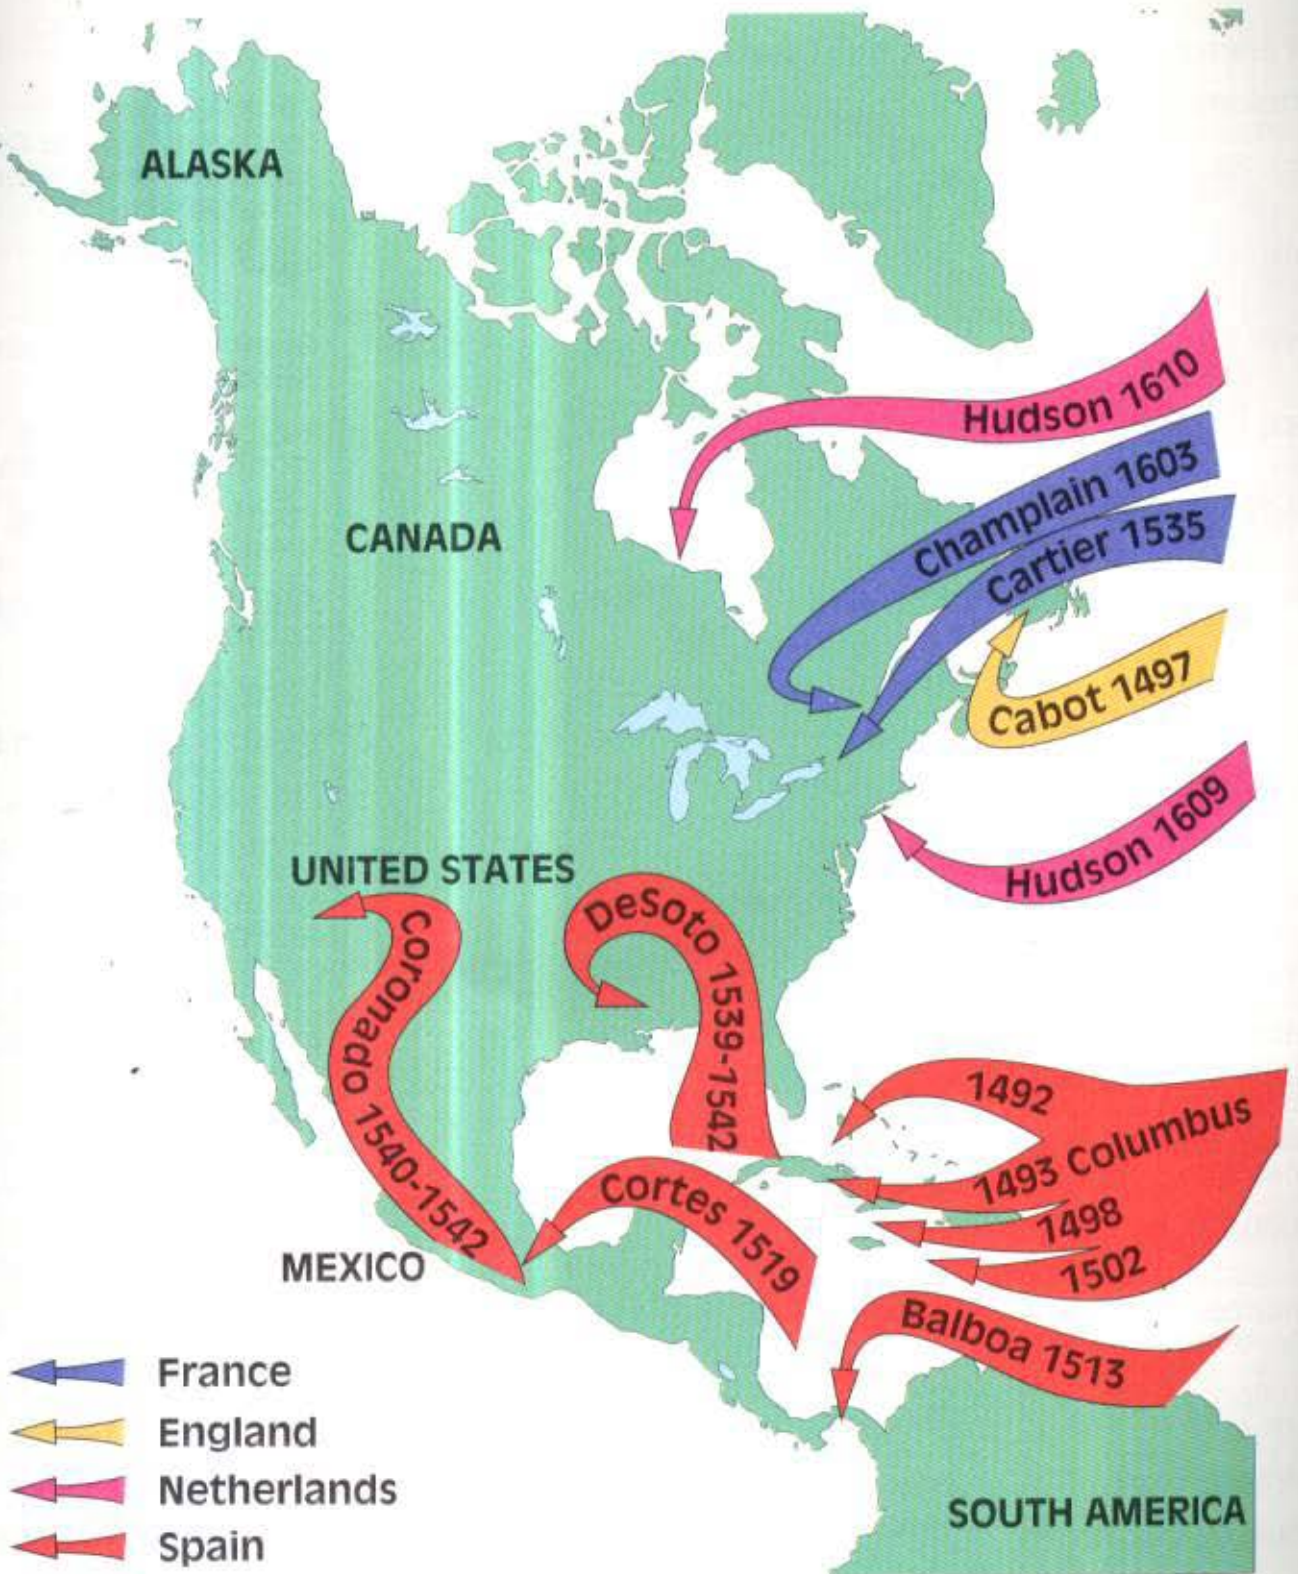 ALASKA
Hudson 1610
Champlain 1603
Cartier 1535
CANADA
Cabot 1497
Hudson 1609
UNITED STATES
DeSoto 1539-1542
Coronado 1540-1542
1492
1493 Columbus
1498
1502
Cortes 1519
MEXICO
Balboa 1513
France
England
Netherlands
Spain
SOUTH AMERICA